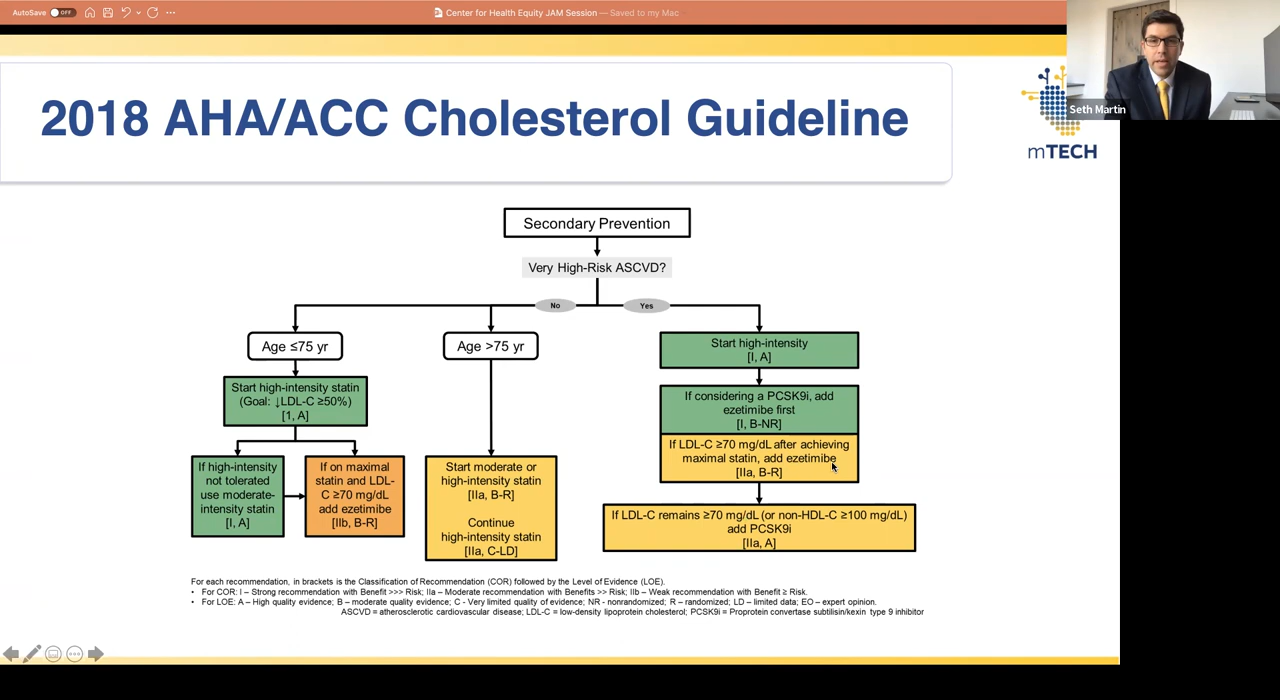 AutoSave OFF
Center for Health Equity JAM Session — Saved to my Mac
Seth Martin
mTECH
2018 AHA/ACC Cholesterol Guideline
Secondary Prevention
Very High-Risk ASCVD?
No
Yes
Age ≤75 yr
Start high-intensity statin
(Goal: ↓LDL-C ≥50%)
[1, A]
If high-intensity
not tolerated
use moderate-
intensity statin
[I, A]
If on maximal
statin and LDL-
C ≥70 mg/dL
add ezetimibe
[IIb, B-R]
Age >75 yr
Start moderate or
high-intensity statin
[IIa, B-R]
Continue
high-intensity statin
[IIa, C-LD]
Start high-intensity
[I, A]
If considering a PCSK9i, add
ezetimibe first
[I, B-NR]
If LDL-C ≥70 mg/dL after achieving
maximal statin, add ezetimibe
[IIa, B-R]
If LDL-C remains ≥70 mg/dL (or non-HDL-C ≥100 mg/dL)
add PCSK9i
[IIa, A]
For each recommendation, in brackets is the Classification of Recommendation (COR) followed by the Level of Evidence (LOE).
• For COR: I – Strong recommendation with Benefit >>> Risk; IIa – Moderate recommendation with Benefits >> Risk; IIb – Weak recommendation with Benefit ≥ Risk.
• For LOE: A – High quality evidence; B – moderate quality evidence; C - Very limited quality of evidence; NR - nonrandomized; R – randomized; LD – limited data; EO – expert opinion.
ASCVD = atherosclerotic cardiovascular disease; LDL-C = low-density lipoprotein cholesterol; PCSK9i = Proprotein convertase subtilisin/kexin type 9 inhibitor